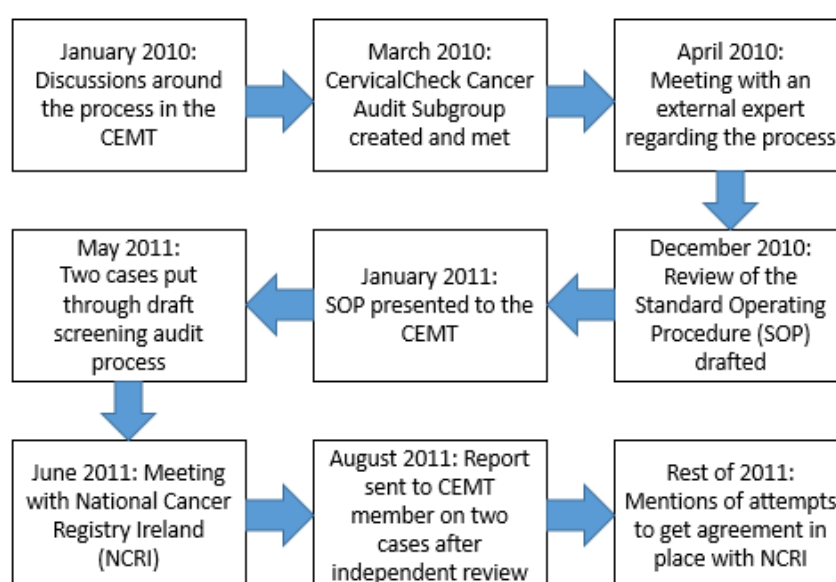 January 2010:
Discussions around
the process in the
CEMT
March 2010:
CervicalCheck Cancer
Audit Subgroup
created and met
April 2010:
Meeting with an
external expert
regarding the process
December 2010:
Review of the
Standard Operating
Procedure (SOP)
drafted
January 2011:
SOP presented to the
CEMT
May 2011:
Two cases put
through draft
screening audit
process
June 2011: Meeting
with National Cancer
Registry Ireland
(NCRI)
August 2011: Report
sent to CEMT
member on two
cases after
independent review
Rest of 2011:
Mentions of attempts
to get agreement in
place with NCRI